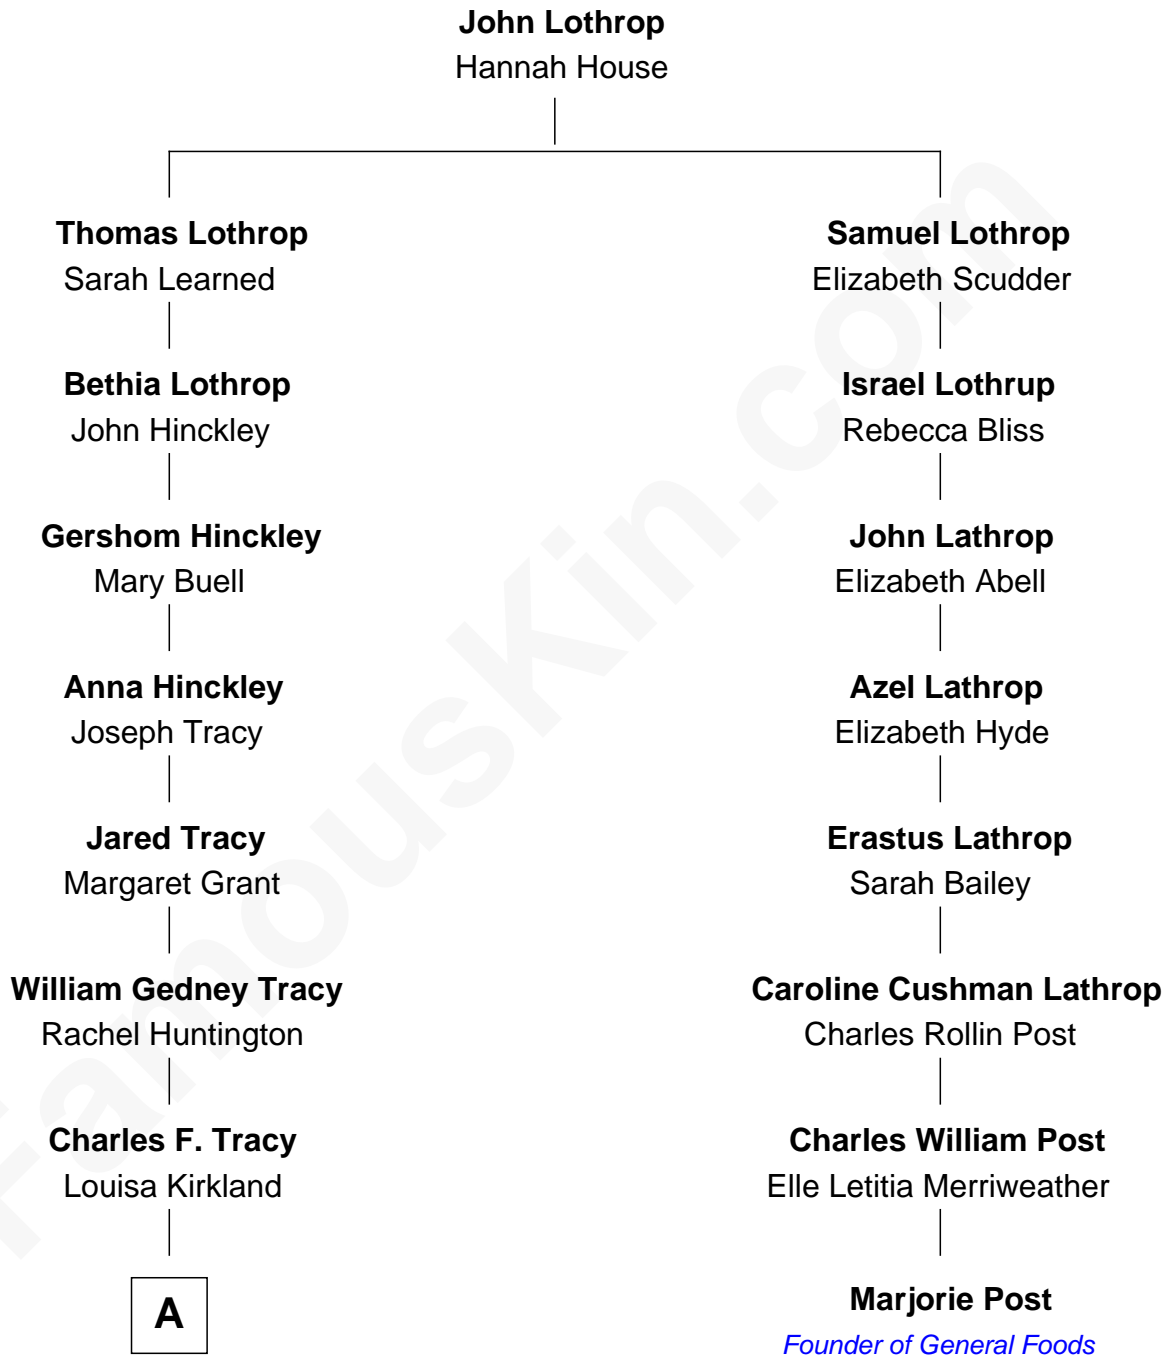 John Lothrop
Hannah House
Thomas Lothrop
Sarah Learned
Samuel Lothrop
Elizabeth Scudder
Bethia Lothrop
John Hinckley
Israel Lothrup
Rebecca Bliss
Gershom Hinckley
Mary Buell
John Lathrop
Elizabeth Abell
Anna Hinckley
Joseph Tracy
Azel Lathrop
Elizabeth Hyde
Jared Tracy
Margaret Grant
Erastus Lathrop
Sarah Bailey
William Gedney Tracy
Rachel Huntington
Caroline Cushman Lathrop
Charles Rollin Post
Charles F. Tracy
Louisa Kirkland
Charles William Post
Elle Letitia Merriweather
A
Marjorie Post
Founder of General Foods
FamousKin.com